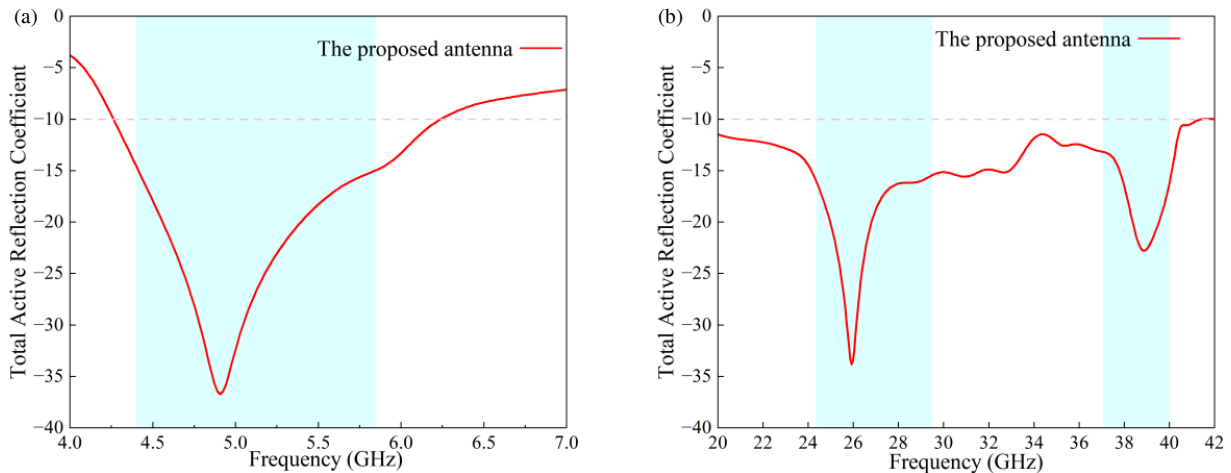 (a)
The proposed antenna
Total Active Reflection Coefficient
0
−5
−10
−15
−20
−25
−30
−35
−40
4.0 4.5 5.0 5.5 6.0 6.5 7.0
Frequency (GHz)
(b)
The proposed antenna
Total Active Reflection Coefficient
0
−5
−10
−15
−20
−25
−30
−35
−40
20 22 24 26 28 30 32 34 36 38 40 42
Frequency (GHz)